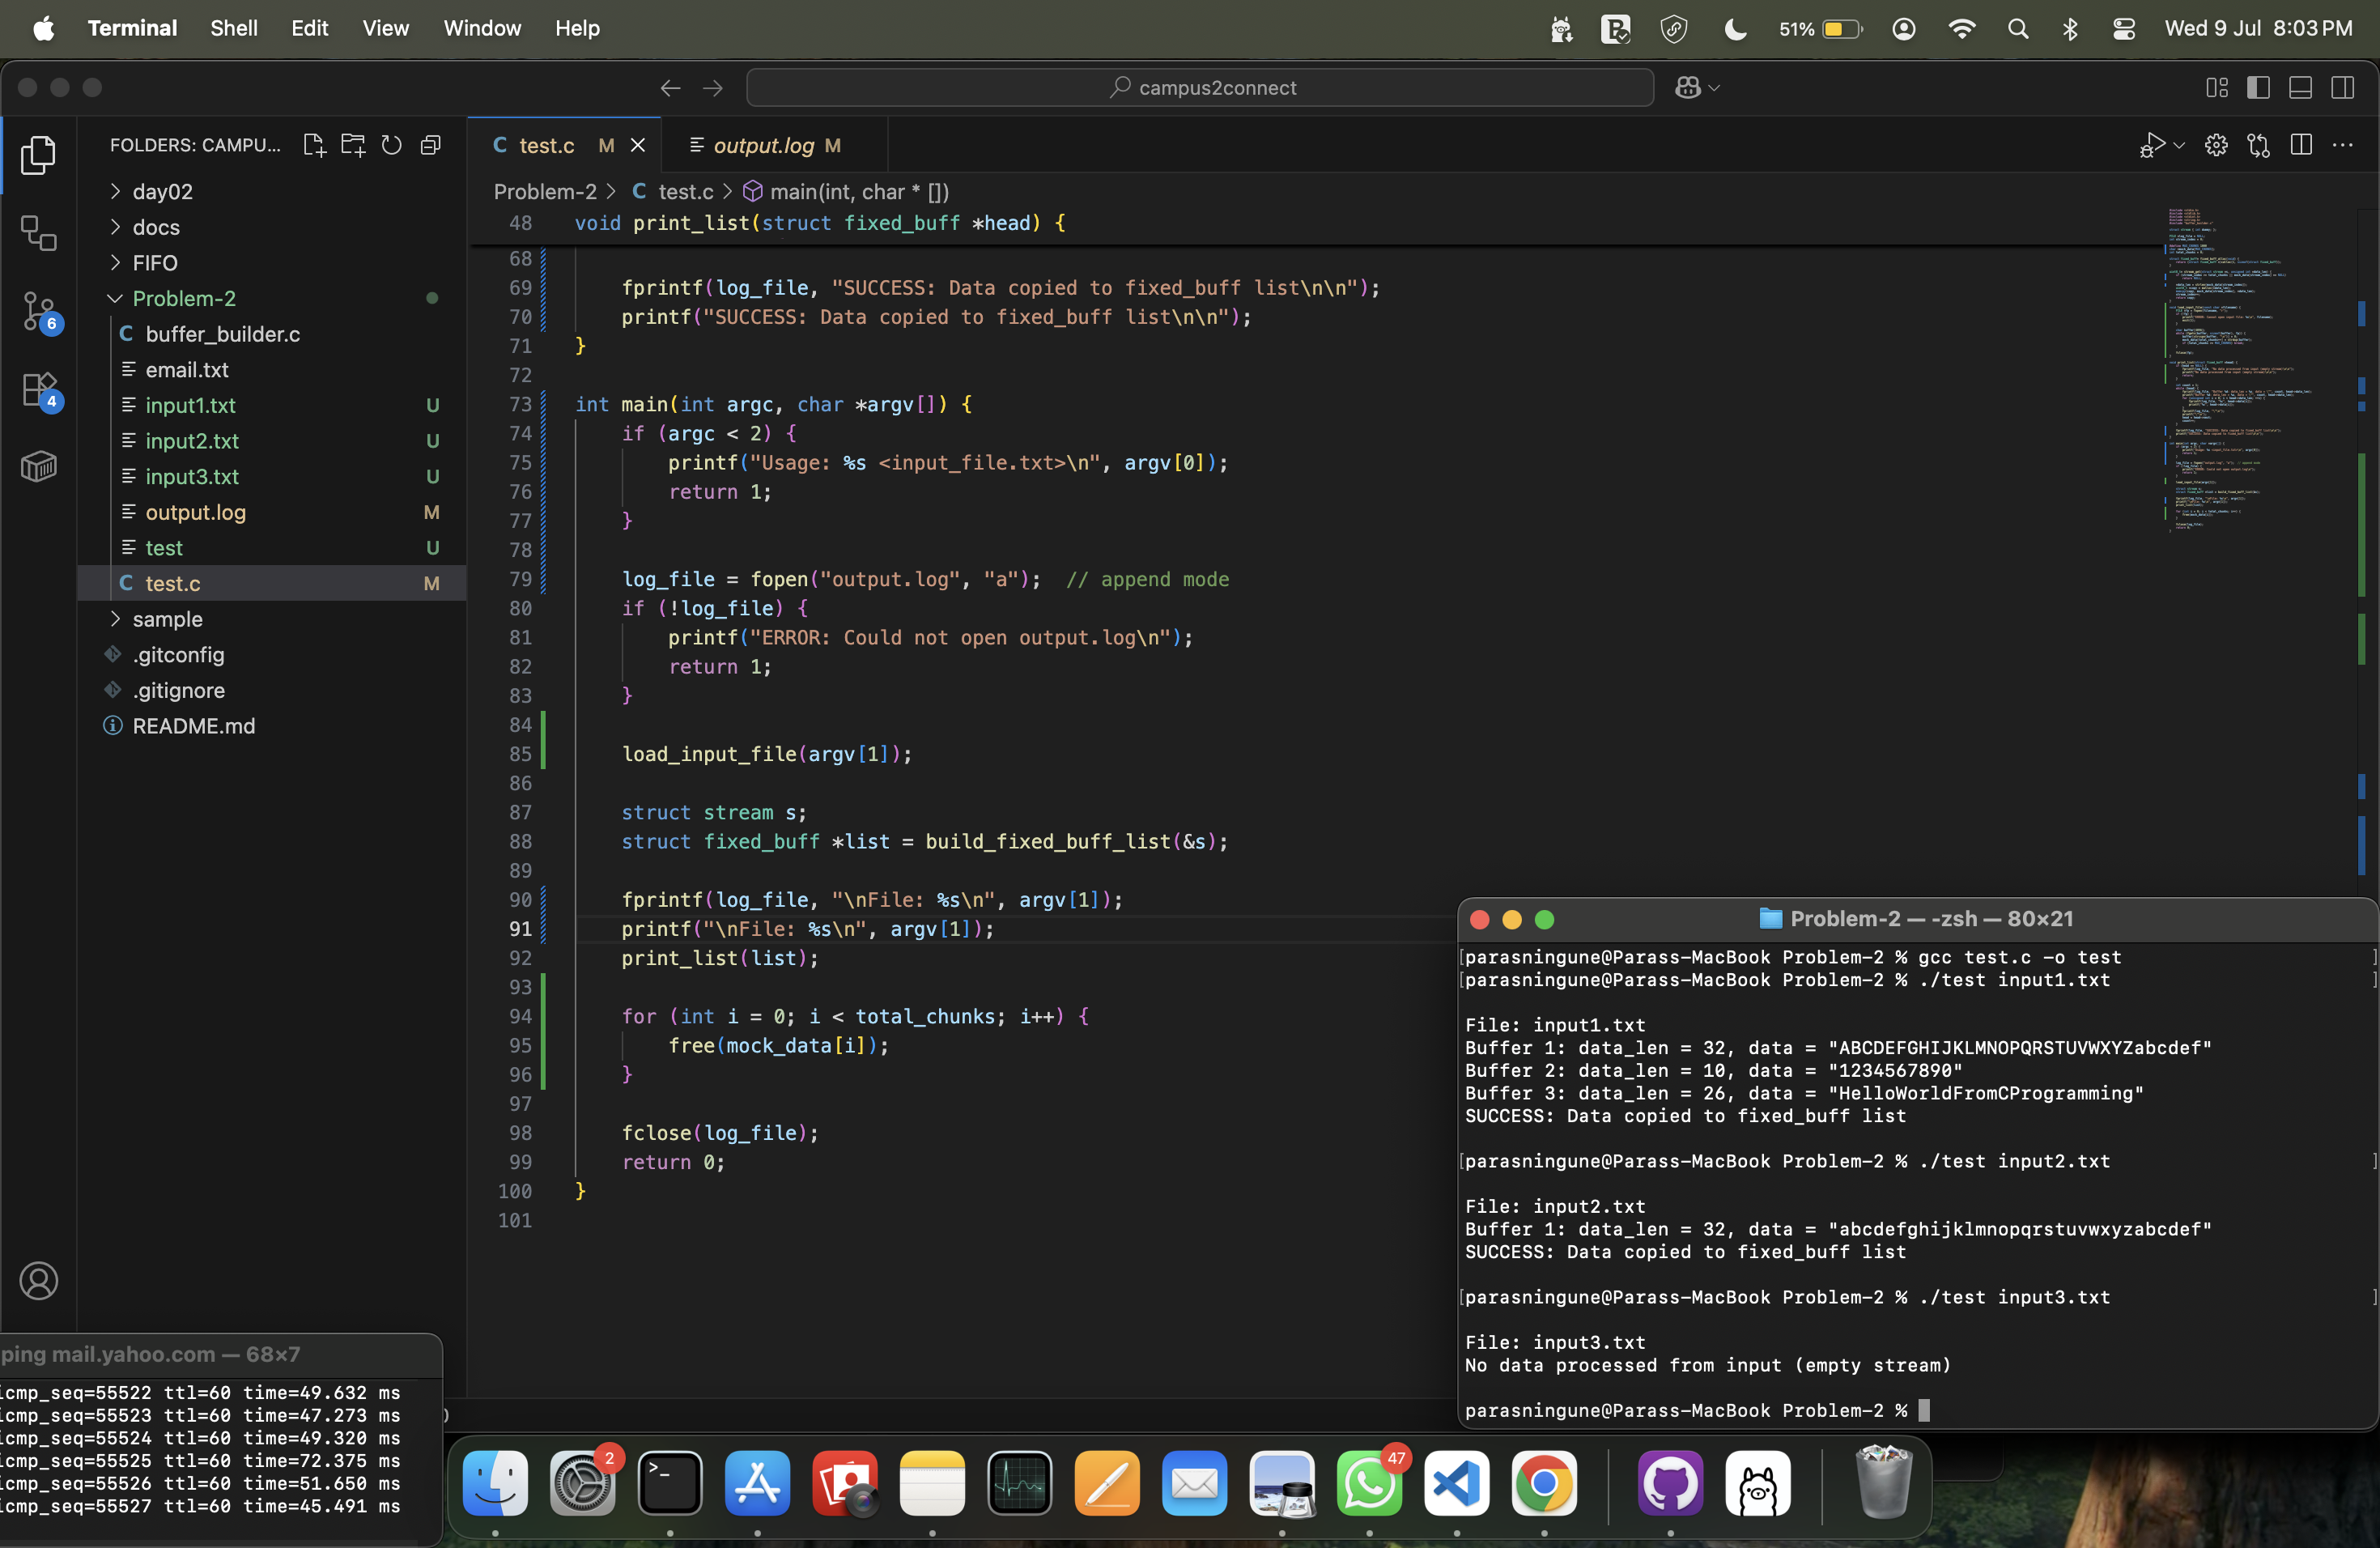 Terminal Shell Edit View Window Help 51% Wed 9 Jul 8:03 PM
campus2connect
FOLDERS: CAMPU...
day02
docs
FIFO
Problem-2
buffer_builder.c
email.txt
input1.txt U
input2.txt U
input3.txt U
output.log M
test U
test.c M
sample
.gitconfig
.gitignore
README.md
6
4
C test.c M output.log M
Problem-2 > C test.c > main(int, char * [])
48 void print_list(struct fixed_buff *head) {
68
69 fprintf(log_file, "SUCCESS: Data copied to fixed_buff list\n\n");
70 printf("SUCCESS: Data copied to fixed_buff list\n\n");
71 }
72
73 int main(int argc, char *argv[]) {
74 if (argc < 2) {
75 printf("Usage: %s <input_file.txt>\n", argv[0]);
76 return 1;
77 }
78
79 log_file = fopen("output.log", "a"); // append mode
80 if (!log_file) {
81 printf("ERROR: Could not open output.log\n");
82 return 1;
83 }
84
85 load_input_file(argv[1]);
86
87 struct stream s;
88 struct fixed_buff *list = build_fixed_buff_list(&s);
89
90 fprintf(log_file, "\nFile: %s\n", argv[1]);
91 printf("\nFile: %s\n", argv[1]);
92 print_list(list);
93
94 for (int i = 0; i < total_chunks; i++) {
95 free(mock_data[i]);
96 }
97
98 fclose(log_file);
99 return 0;
100 }
101
Problem-2 — -zsh — 80×21
[parasningune@Parass-MacBook Problem-2 % gcc test.c -o test ]
[parasningune@Parass-MacBook Problem-2 % ./test input1.txt ]
File: input1.txt
Buffer 1: data_len = 32, data = "ABCDEFGHIJKLMNOPQRSTUVWXYZabcdef"
Buffer 2: data_len = 10, data = "1234567890"
Buffer 3: data_len = 26, data = "HelloWorldFromCProgramming"
SUCCESS: Data copied to fixed_buff list
[parasningune@Parass-MacBook Problem-2 % ./test input2.txt ]
File: input2.txt
Buffer 1: data_len = 32, data = "abcdefghijklmnopqrstuvwxyzabcdef"
SUCCESS: Data copied to fixed_buff list
[parasningune@Parass-MacBook Problem-2 % ./test input3.txt ]
File: input3.txt
No data processed from input (empty stream)
parasningune@Parass-MacBook Problem-2 %
ping mail.yahoo.com — 68×7
icmp_seq=55522 ttl=60 time=49.632 ms
icmp_seq=55523 ttl=60 time=47.273 ms
icmp_seq=55524 ttl=60 time=49.320 ms
icmp_seq=55525 ttl=60 time=72.375 ms
icmp_seq=55526 ttl=60 time=51.650 ms
icmp_seq=55527 ttl=60 time=45.491 ms
2
47